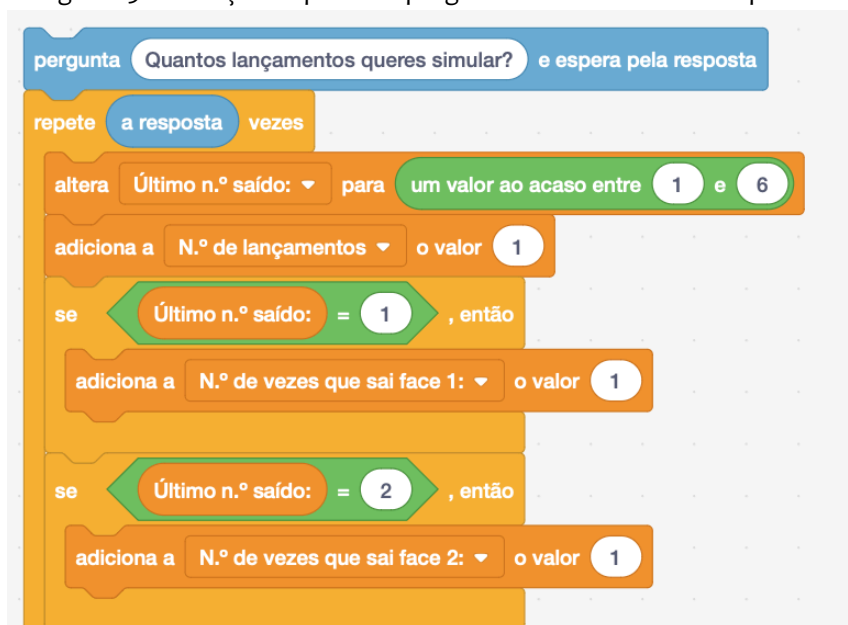 pergunta Quantos lançamentos queres simular? e espera pela resposta
repete a resposta vezes
altera Último n.º saído: para um valor ao acaso entre 1 e 6
adiciona a N.º de lançamentos o valor 1
se Último n.º saído: = 1 , então
adiciona a N.º de vezes que sai face 1: o valor 1
se Último n.º saído: = 2 , então
adiciona a N.º de vezes que sai face 2: o valor 1